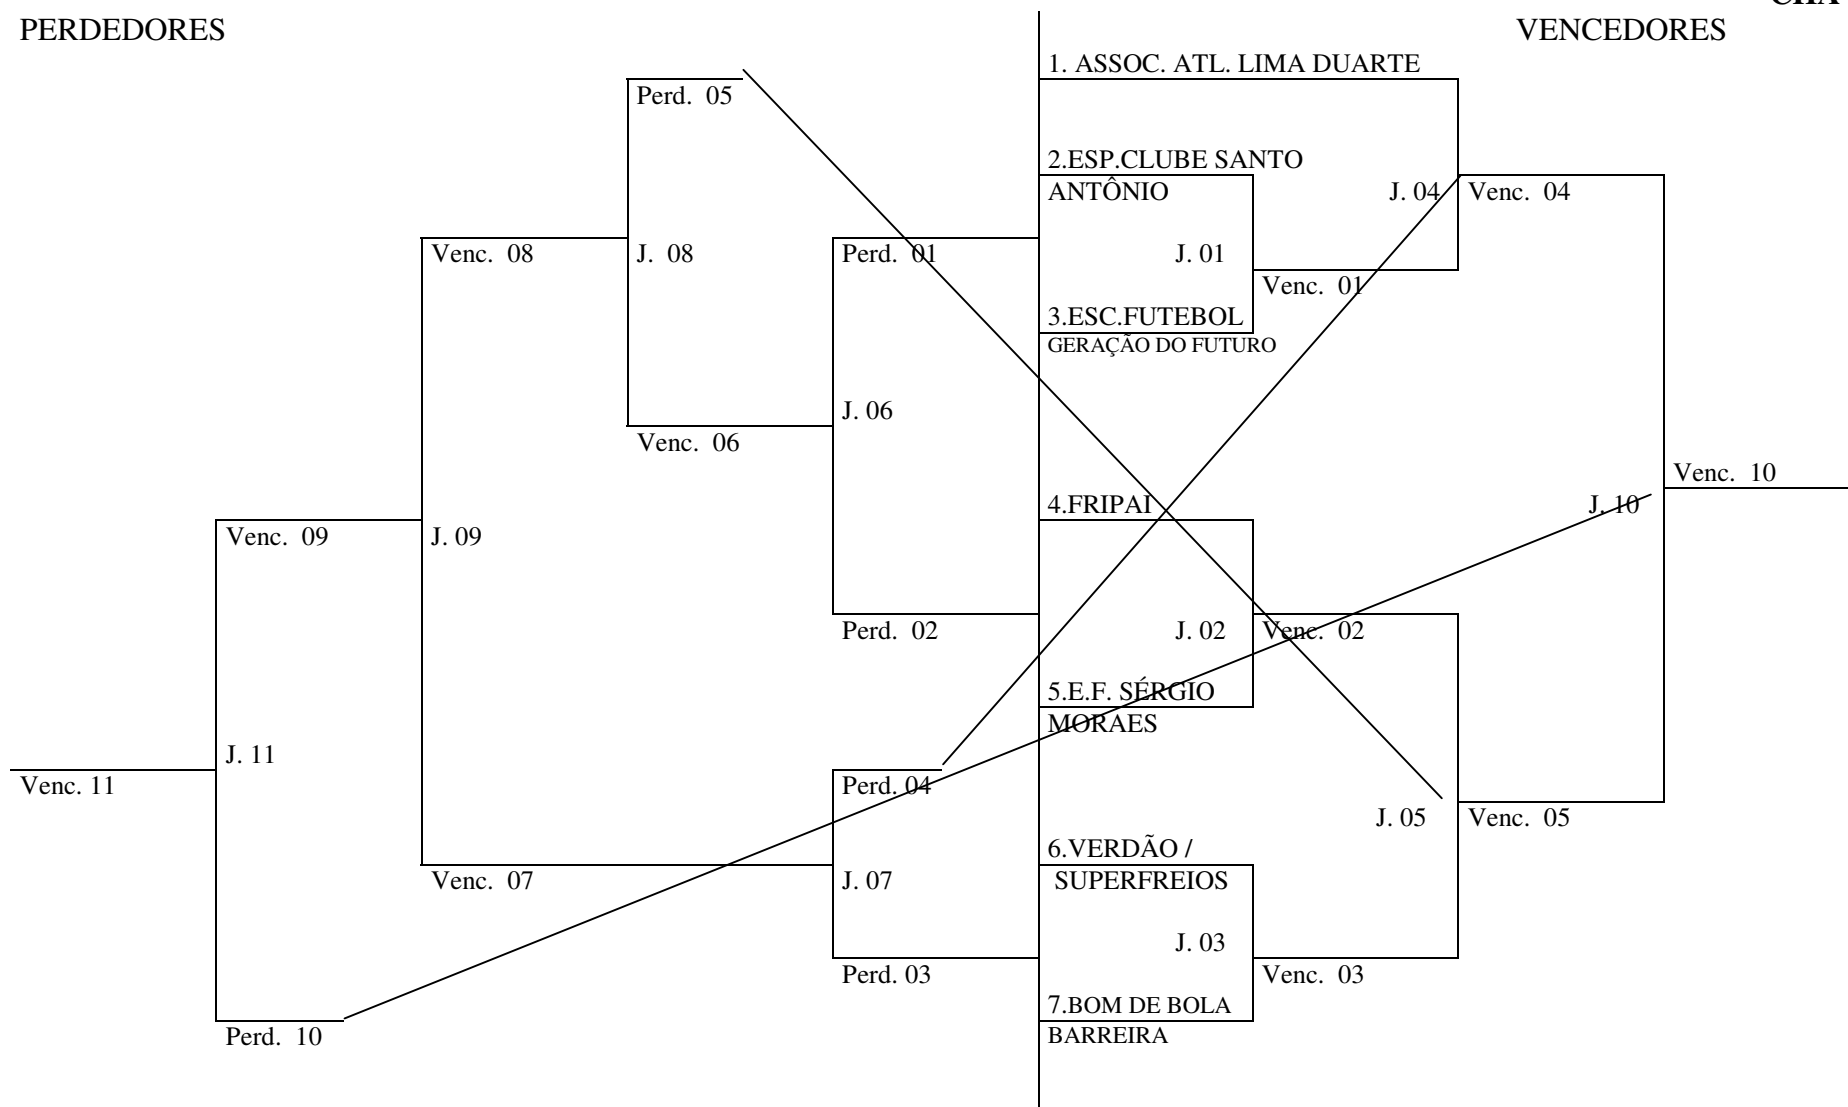 CHA
PERDEDORES
VENCEDORES
1. ASSOC. ATL. LIMA DUARTE
Perd. 05
2.ESP.CLUBE SANTO
ANTÔNIO
J. 04
Venc. 04
Venc. 08
J. 08
Perd. 01
J. 01
Venc. 01
3.ESC.FUTEBOL
GERAÇÃO DO FUTURO
J. 06
Venc. 06
Venc. 10
4.FRIPAI
J. 10
Venc. 09
J. 09
Perd. 02
J. 02
Venc. 02
5.E.F. SÉRGIO
MORAES
J. 11
Venc. 11
Perd. 04
J. 05
Venc. 05
6.VERDÃO /
SUPERFREIOS
Venc. 07
J. 07
J. 03
Perd. 03
Venc. 03
7.BOM DE BOLA
BARREIRA
Perd. 10